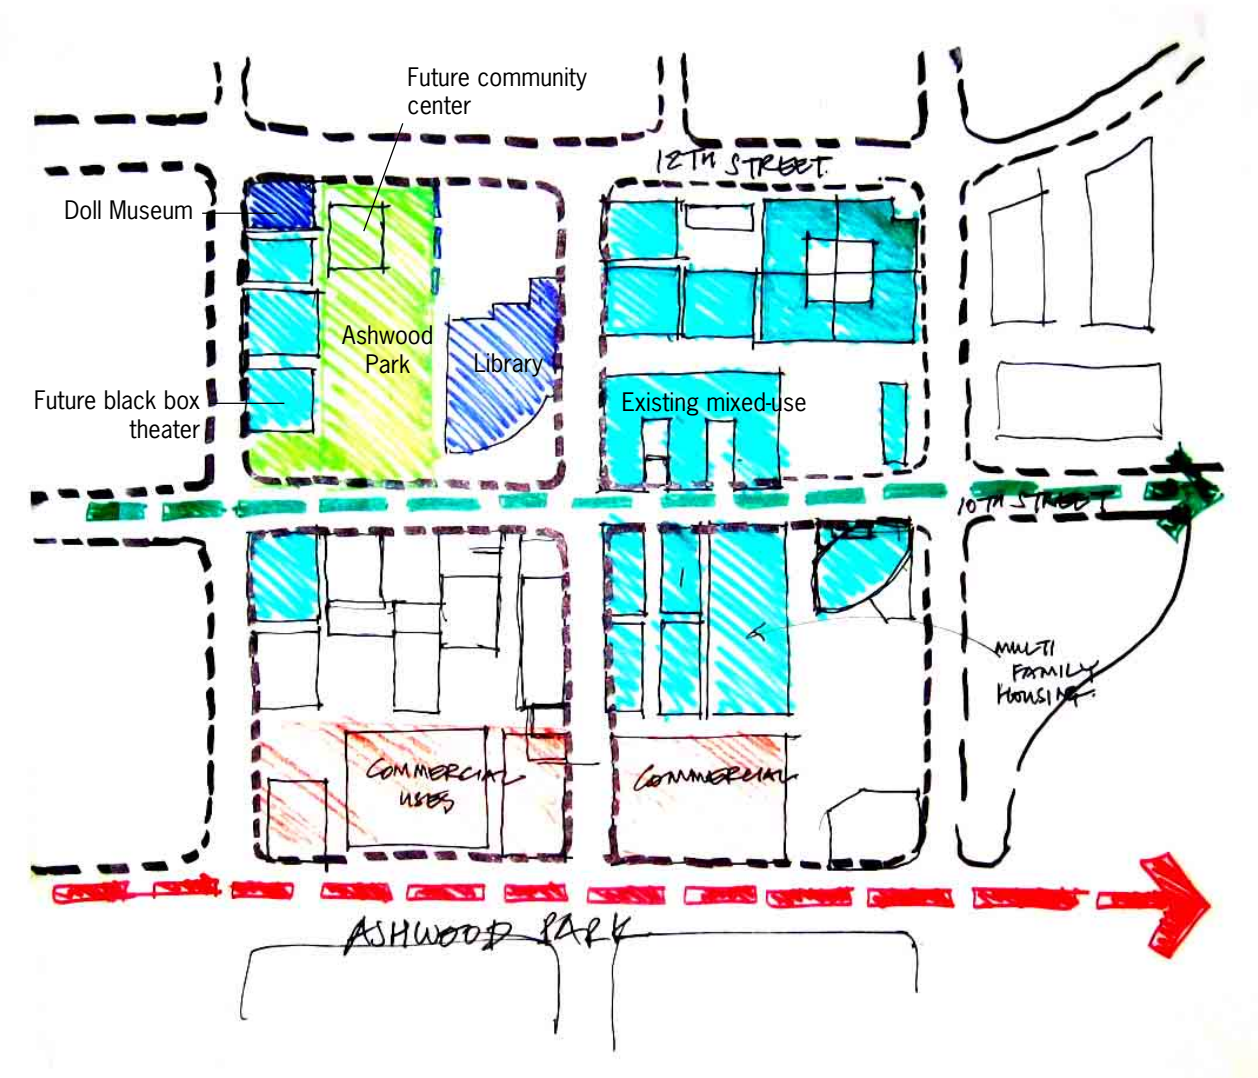 Future community
center
12TH STREET.
Doll Museum
Ashwood
Park
Library
Future black box
theater
Existing mixed-use
10TH STREET
MULTI
FAMILY
HOUSING.
COMMERCIAL
USES
COMMERCIAL
ASHWOOD PARK